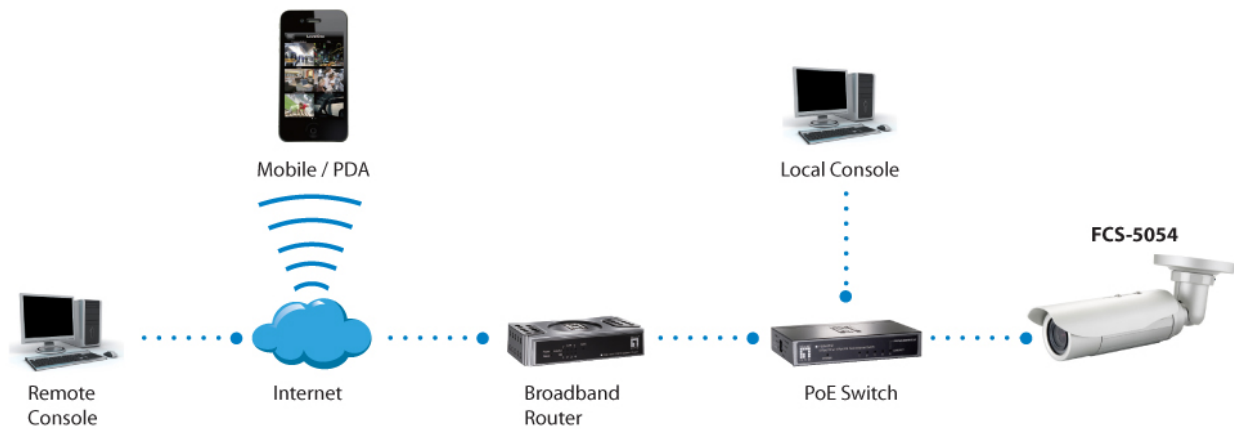 Mobile / PDA
Local Console
FCS-5054
Remote
Console
Internet
Broadband
Router
PoE Switch